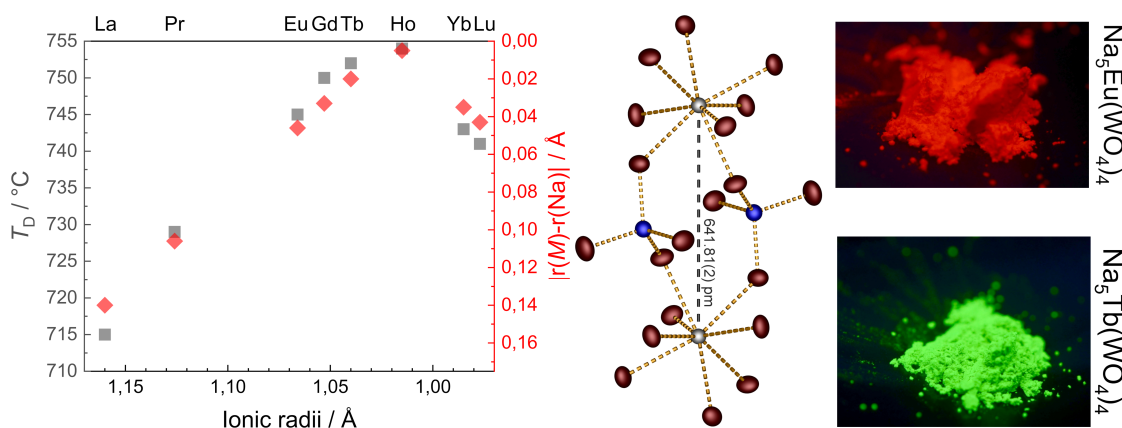 La Pr Eu Gd Tb Ho Yb Lu
755
750
745
740
735
730
725
720
715
710
T_D / °C
0,00
0,02
0,04
0,06
0,08
0,10
0,12
0,14
0,16
|r(M)-r(Na)| / Å
1,15 1,10 1,05 1,00
Ionic radii / Å
641.81(2) pm
Na₅Eu(WO₄)₄
Na₅Tb(WO₄)₄